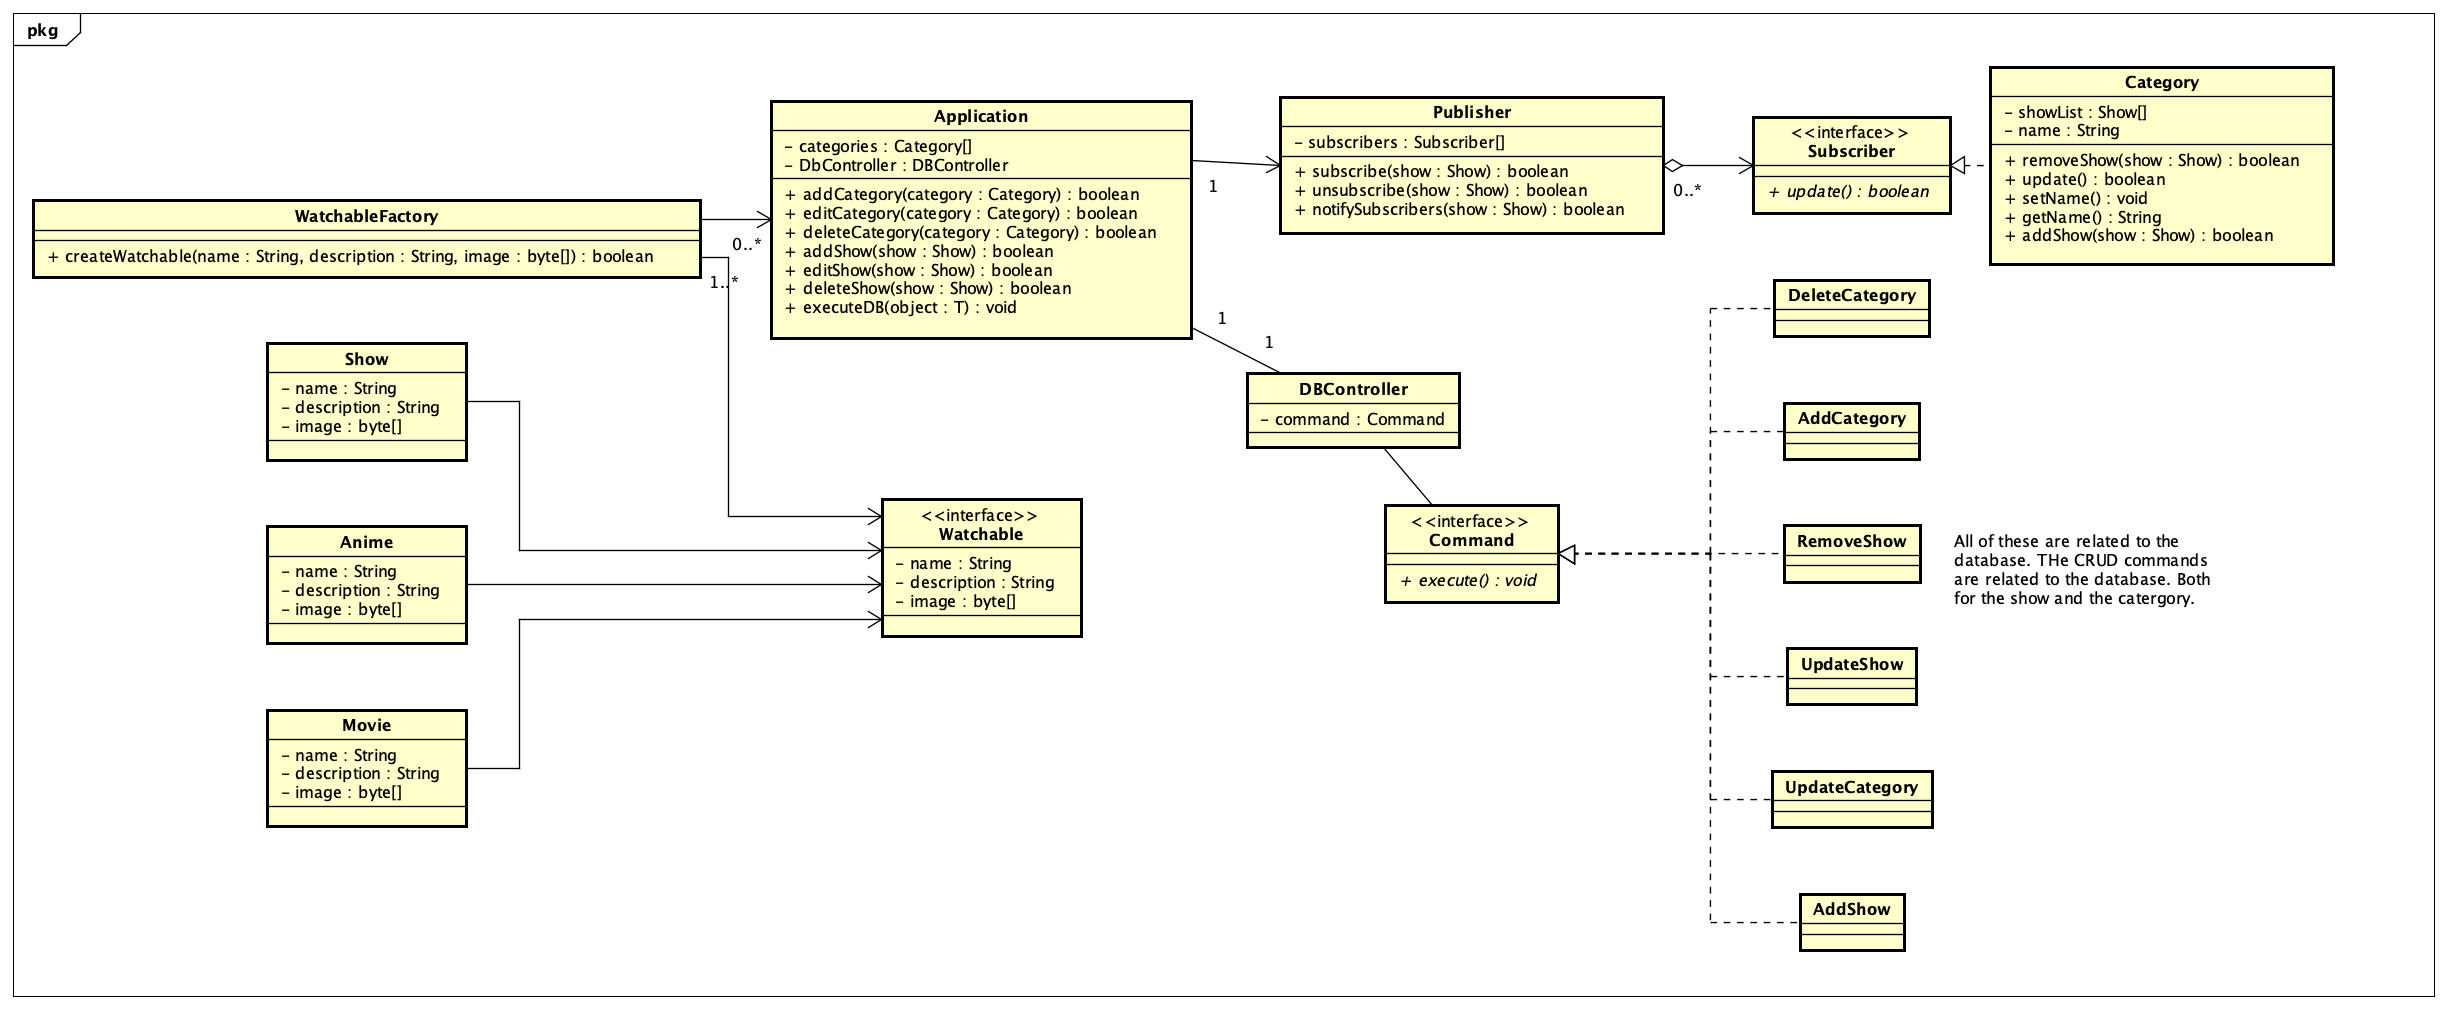 pkg
WatchableFactory
+ createWatchable(name : String, description : String, image : byte[]) : boolean
0..*
1..*
Application
- categories : Category[]
- DbController : DBController
+ addCategory(category : Category) : boolean
+ editCategory(category : Category) : boolean
+ deleteCategory(category : Category) : boolean
+ addShow(show : Show) : boolean
+ editShow(show : Show) : boolean
+ deleteShow(show : Show) : boolean
+ executeDB(object : T) : void
1
1
1
Publisher
- subscribers : Subscriber[]
+ subscribe(show : Show) : boolean
+ unsubscribe(show : Show) : boolean
+ notifySubscribers(show : Show) : boolean
0..*
<<interface>>
Subscriber
+ update() : boolean
Category
- showList : Show[]
- name : String
+ removeShow(show : Show) : boolean
+ update() : boolean
+ setName() : void
+ getName() : String
+ addShow(show : Show) : boolean
Show
- name : String
- description : String
- image : byte[]
Anime
- name : String
- description : String
- image : byte[]
Movie
- name : String
- description : String
- image : byte[]
<<interface>>
Watchable
- name : String
- description : String
- image : byte[]
DBController
- command : Command
<<interface>>
Command
+ execute() : void
DeleteCategory
AddCategory
RemoveShow
UpdateShow
UpdateCategory
AddShow
All of these are related to the
database. THe CRUD commands
are related to the database. Both
for the show and the catergory.